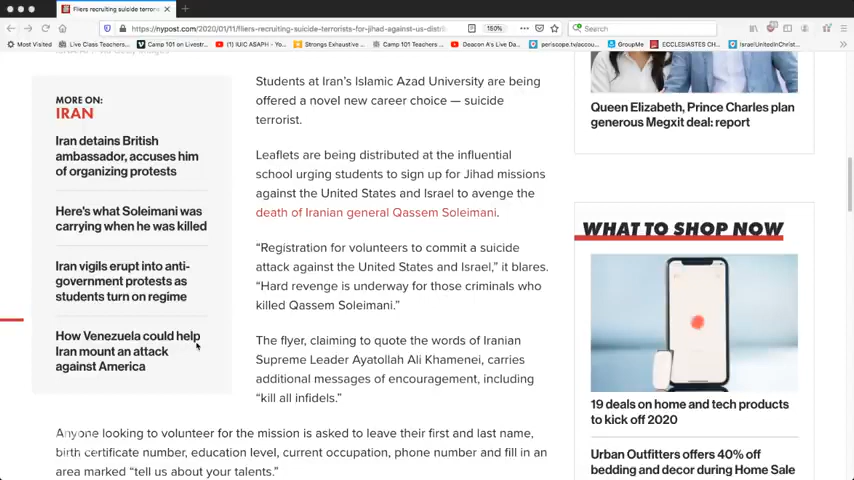 Fliers recruiting suicide terroris
https://nypost.com/2020/01/11/fliers-recruiting-suicide-terrorists-for-jihad-against-us-distri
150%
Search
Most Visited
Live Class Teachers...
Camp 101 on Livestr...
(1) IUIC ASAPH - Yo...
Strongs Exhaustive ...
Camp 101 Teachers ...
Deacon A's Live Da...
periscope.tv/iuiccap...
GroupMe
ECCLESIASTES CH...
IsraelUnitedInChrist...
MORE ON:
IRAN
Iran detains British
ambassador, accuses him
of organizing protests
Here's what Soleimani was
carrying when he was killed
Iran vigils erupt into anti-
government protests as
students turn on regime
How Venezuela could help
Iran mount an attack
against America
Students at Iran's Islamic Azad University are being
offered a novel new career choice — suicide
terrorist.
Leaflets are being distributed at the influential
school urging students to sign up for Jihad missions
against the United States and Israel to avenge the
death of Iranian general Qassem Soleimani.
“Registration for volunteers to commit a suicide
attack against the United States and Israel,” it blares.
“Hard revenge is underway for those criminals who
killed Qassem Soleimani.”
The flyer, claiming to quote the words of Iranian
Supreme Leader Ayatollah Ali Khamenei, carries
additional messages of encouragement, including
“kill all infidels.”
Anyone looking to volunteer for the mission is asked to leave their first and last name,
birth certificate number, education level, current occupation, phone number and fill in an
area marked “tell us about your talents.”
Queen Elizabeth, Prince Charles plan
generous Megxit deal: report
WHAT TO SHOP NOW
19 deals on home and tech products
to kick off 2020
Urban Outfitters offers 40% off
bedding and decor during Home Sale